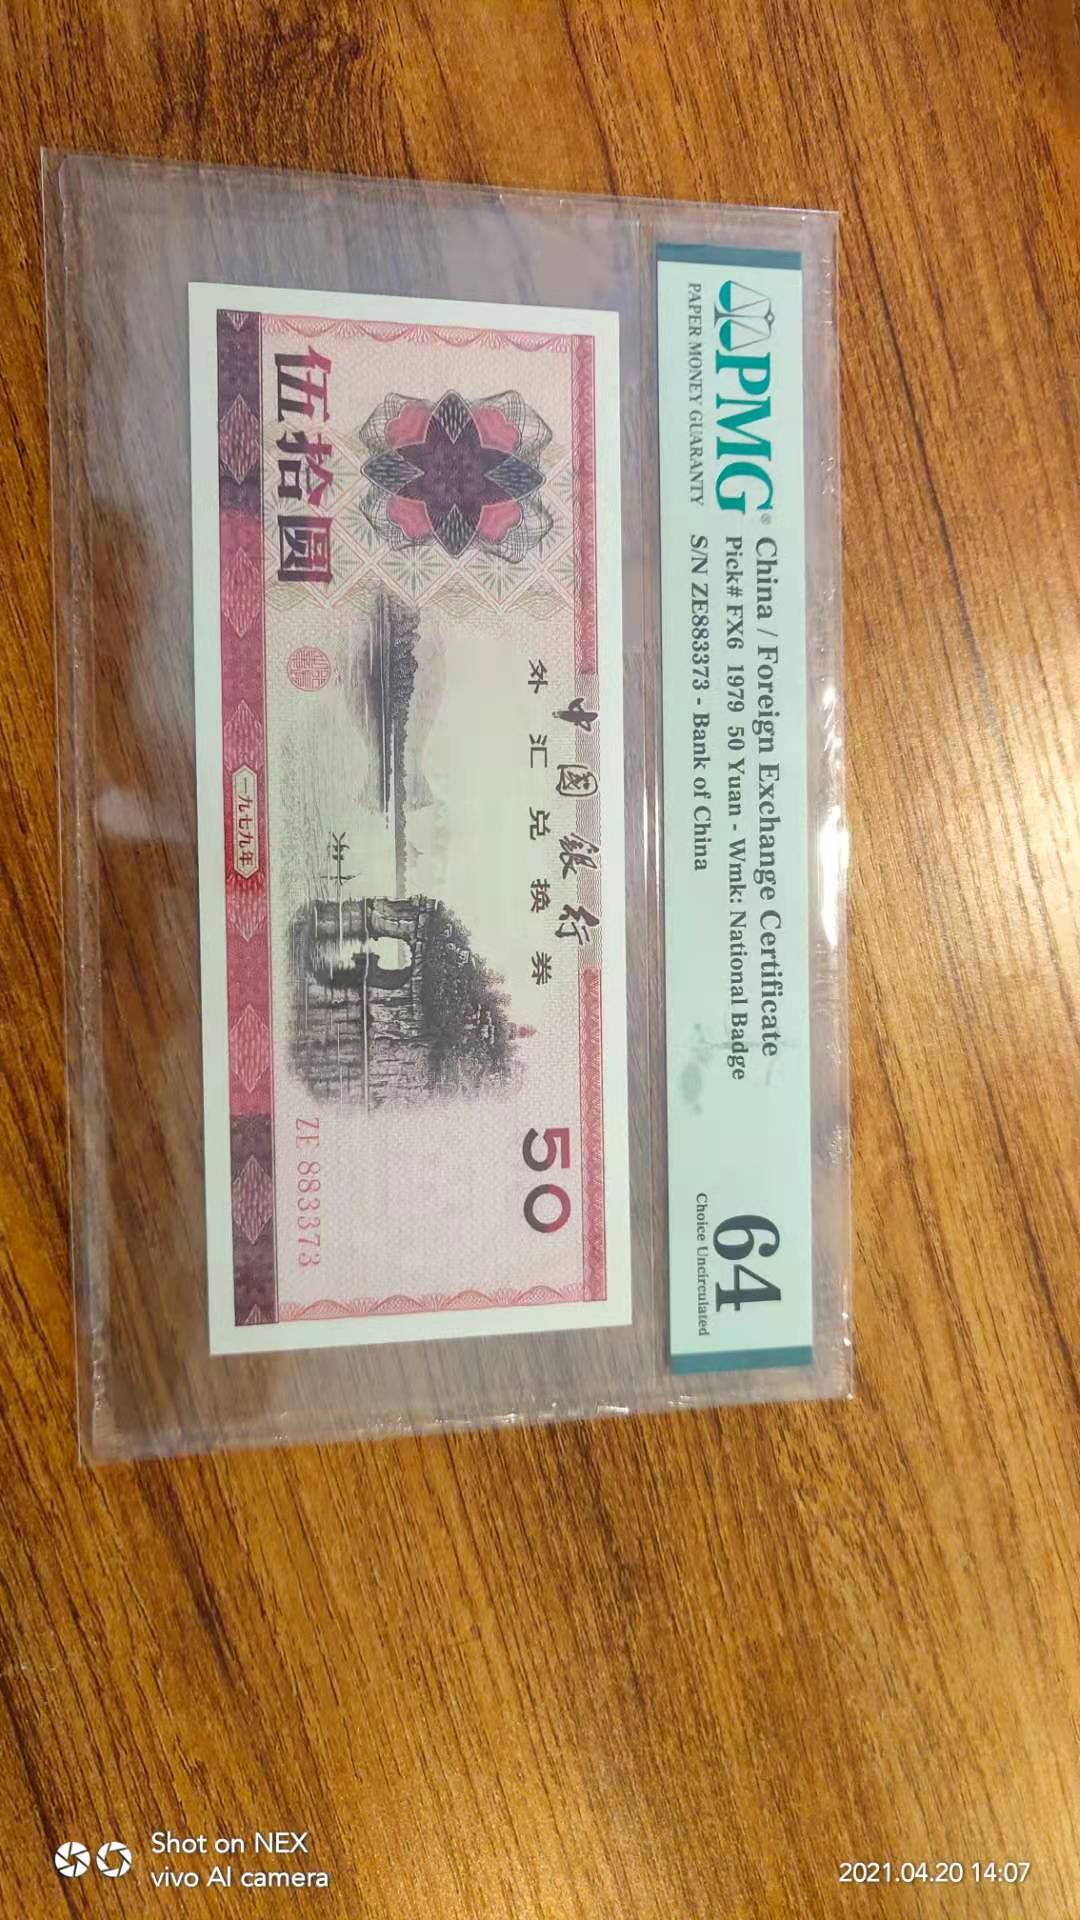 PMG®
PAPER MONEY GUARANTY
China / Foreign Exchange Certificate
Pick# FX6 1979 50 Yuan - Wmk: National Badge
S/N ZE883373 - Bank of China
64
Choice Uncirculated
中國銀行
外汇兑换券
50
伍拾圆
ZE 883373
一九七九年
Shot on NEX
vivo AI camera
2021.04.20 14:07